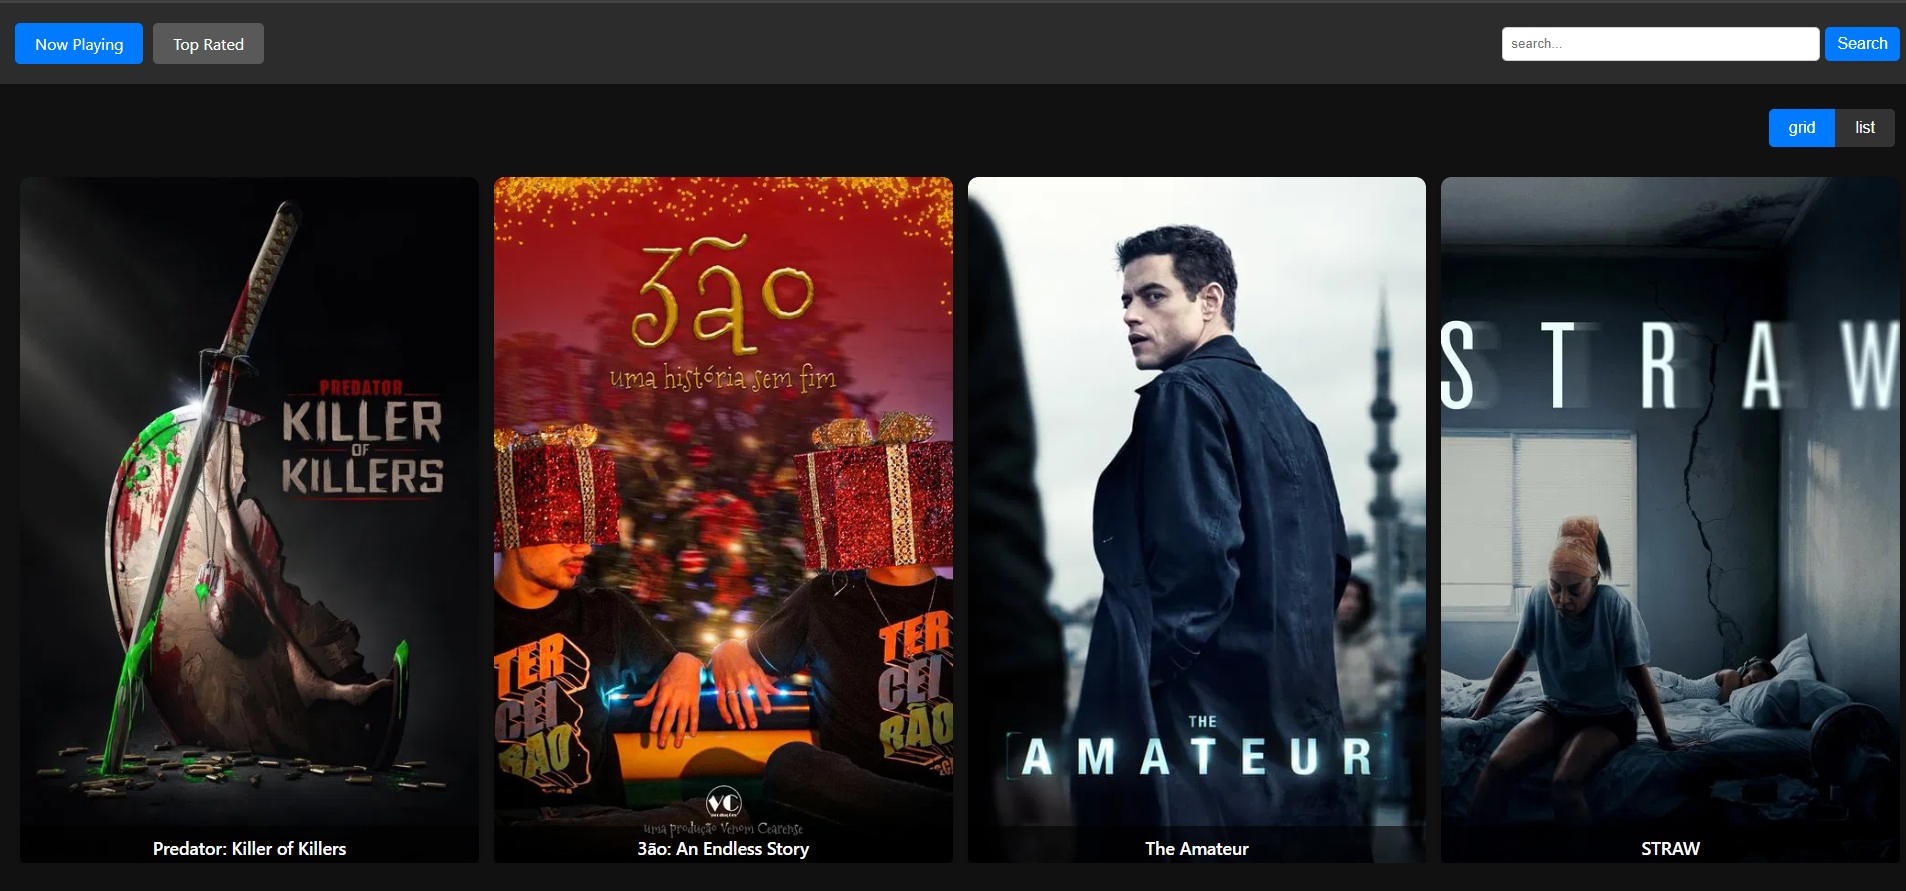 Now Playing
Top Rated
search...
Search
grid
list
PREDATOR
KILLER
OF
KILLERS
Predator: Killer of Killers
3ão
uma história sem fim
TER
CEI
RÃO
TER
CEI
RÃO
VC
produções
uma produção Venom Cearense
3ão: An Endless Story
THE
AMATEUR
The Amateur
STRAW
STRAW